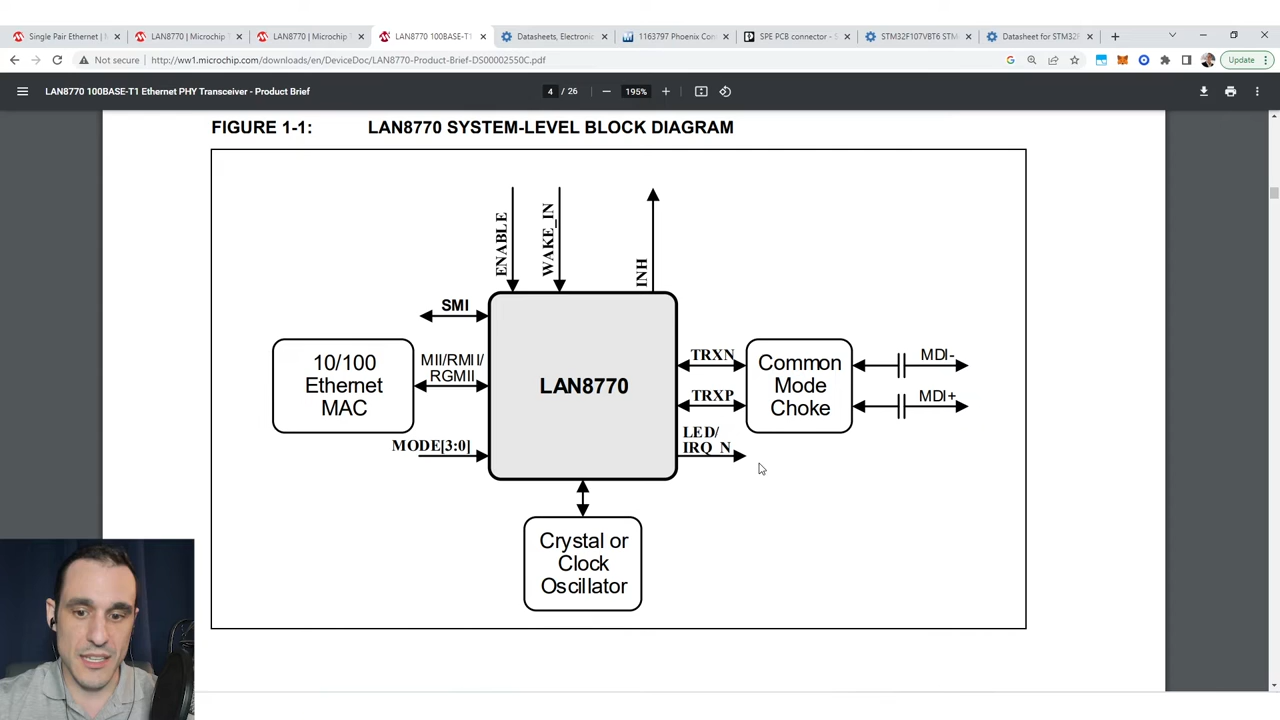 Single Pair Ethernet | M
LAN8770 | Microchip T
LAN8770 | Microchip
LAN8770 100BASE-T1
Datasheets, Electronic
1163797 Phoenix Con
SPE PCB connector - S
STM32F107VBT6 STM
Datasheet for STM32F
Not secure
http://ww1.microchip.com/downloads/en/DeviceDoc/LAN8770-Product-Brief-DS00002550C.pdf
Update
LAN8770 100BASE-T1 Ethernet PHY Transceiver - Product Brief
4 / 26
195%
FIGURE 1-1: LAN8770 SYSTEM-LEVEL BLOCK DIAGRAM
ENABLE
WAKE_IN
INH
SMI
10/100
Ethernet
MAC
MII/RMII/
RGMII
MODE[3:0]
LAN8770
TRXN
TRXP
LED/
IRQ_N
Common
Mode
Choke
MDI-
MDI+
Crystal or
Clock
Oscillator